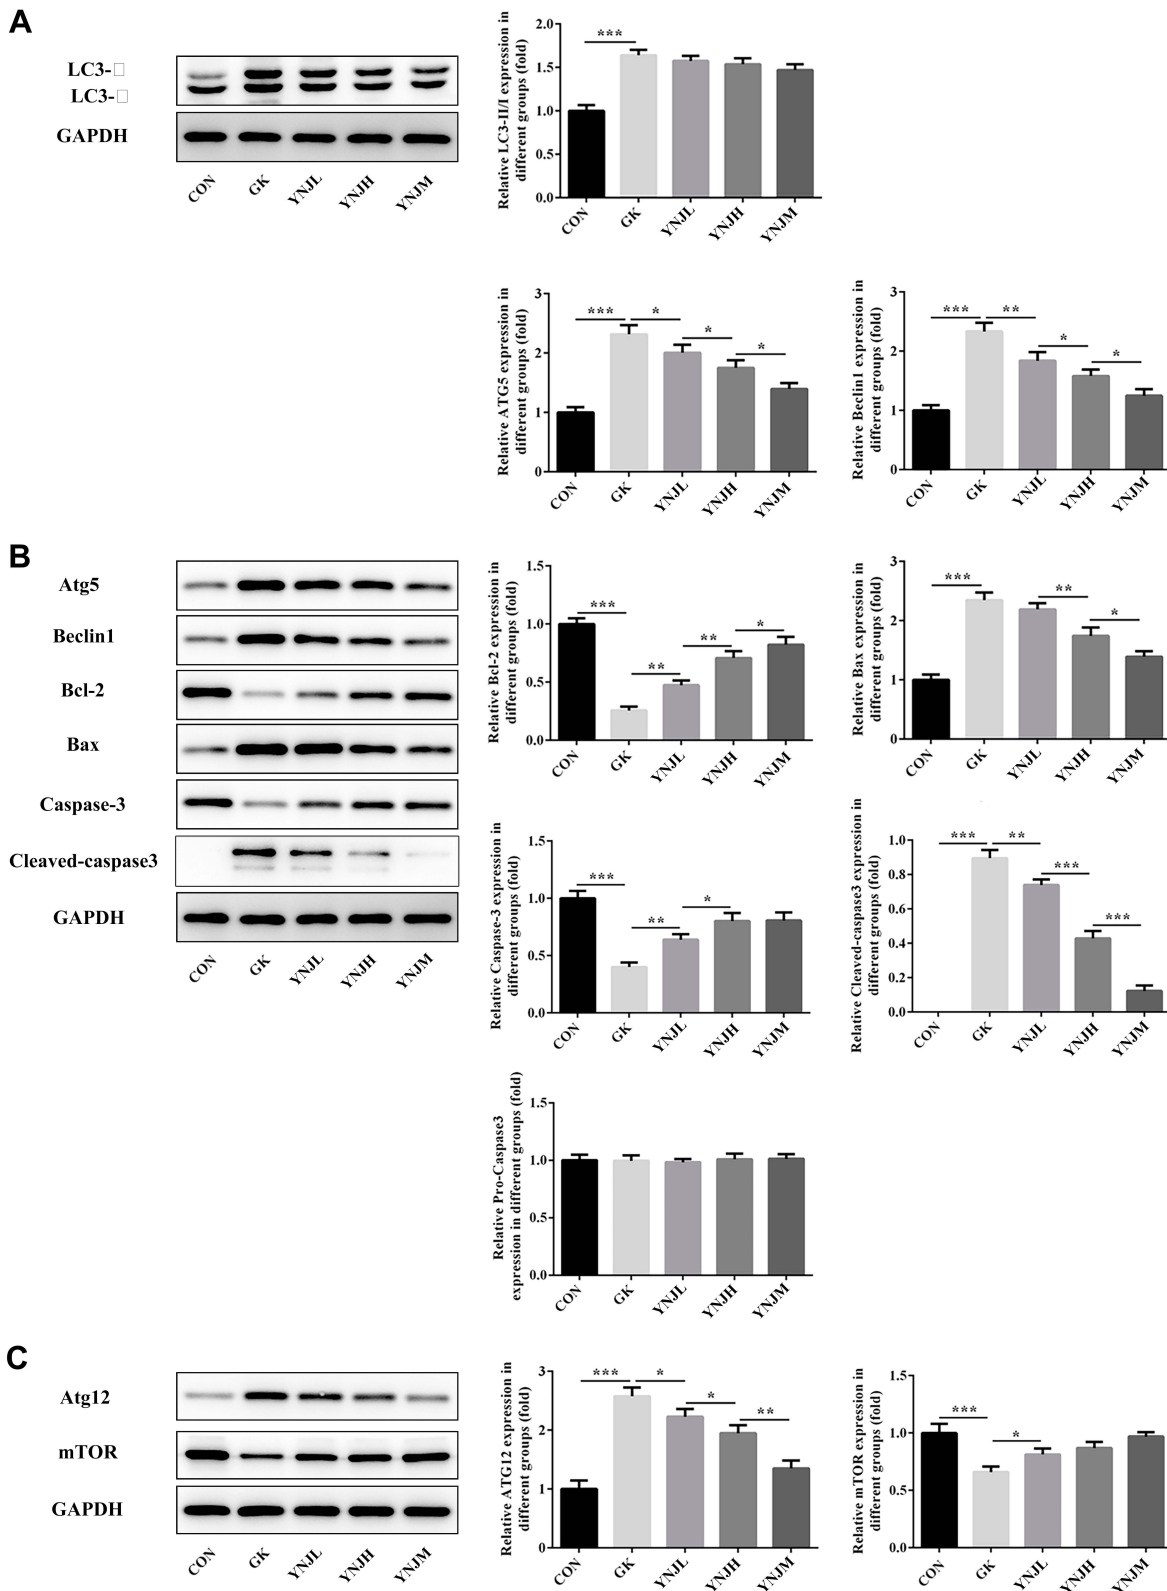 A
LC3-□
LC3-□
GAPDH
CON
GK
YNJL
YNJH
YNJM
Relative LC3-II/I expression in
different groups (fold)
2.0
1.5
1.0
0.5
0.0
***
CON
GK
YNJL
YNJH
YNJM
Relative ATG5 expression in
different groups (fold)
3
2
1
0
***
*
*
*
CON
GK
YNJL
YNJH
YNJM
Relative Beclin1 expression in
different groups (fold)
3
2
1
0
***
**
*
*
CON
GK
YNJL
YNJH
YNJM
B
Atg5
Beclin1
Bcl-2
Bax
Caspase-3
Cleaved-caspase3
GAPDH
CON
GK
YNJL
YNJH
YNJM
Relative Bcl-2 expression in
different groups (fold)
1.5
1.0
0.5
0.0
***
**
**
*
CON
GK
YNJL
YNJH
YNJM
Relative Bax expression in
different groups (fold)
3
2
1
0
***
**
*
CON
GK
YNJL
YNJH
YNJM
Relative Caspase-3 expression in
different groups (fold)
1.5
1.0
0.5
0.0
***
**
*
CON
GK
YNJL
YNJH
YNJM
Relative Cleaved-caspase3 expression in
different groups (fold)
1.0
0.8
0.6
0.4
0.2
0.0
***
**
***
***
CON
GK
YNJL
YNJH
YNJM
Relative Pro-Caspase3
expression in different groups (fold)
1.5
1.0
0.5
0.0
CON
GK
YNJL
YNJH
YNJM
C
Atg12
mTOR
GAPDH
CON
GK
YNJL
YNJH
YNJM
Relative ATG12 expression in
different groups (fold)
3
2
1
0
***
*
*
**
CON
GK
YNJL
YNJH
YNJM
Relative mTOR expression in
different groups (fold)
1.5
1.0
0.5
0.0
***
*
CON
GK
YNJL
YNJH
YNJM